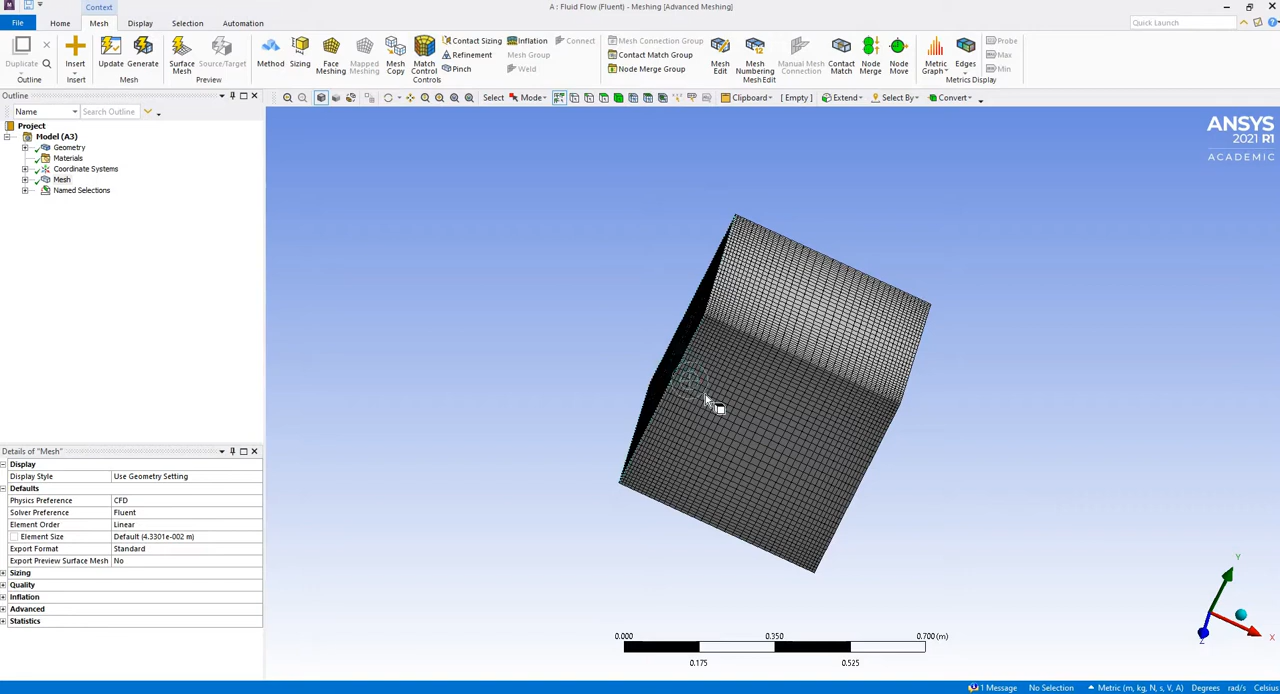 A : Fluid Flow (Fluent) - Meshing [Advanced Meshing]
Context
File Home Mesh Display Selection Automation
Quick Launch
Duplicate Insert Update Generate Surface Mesh Source/Target Method Sizing Face Meshing Mapped Meshing Mesh Copy Match Control
Contact Sizing Inflation Connect
Refinement Mesh Group
Pinch Weld
Mesh Connection Group
Contact Match Group
Node Merge Group
Mesh Edit Mesh Numbering Manual Mesh Connection Contact Match Node Merge Node Move Metric Graph Edges
Probe
Max
Min
Outline Insert Mesh Preview Controls Mesh Edit Metrics Display
Outline
Select Mode Clipboard [ Empty ] Extend Select By Convert
Name Search Outline
Project
Model (A3)
Geometry
Materials
Coordinate Systems
Mesh
Named Selections
ANSYS
2021 R1
ACADEMIC
Details of "Mesh"
Display
Display Style Use Geometry Setting
Defaults
Physics Preference CFD
Solver Preference Fluent
Element Order Linear
Element Size Default (4.3301e-002 m)
Export Format Standard
Export Preview Surface Mesh No
Sizing
Quality
Inflation
Advanced
Statistics
Y
X
Z
0.000 0.350 0.700 (m)
0.175 0.525
1 Message No Selection Metric (m, kg, N, s, V, A) Degrees rad/s Celsius